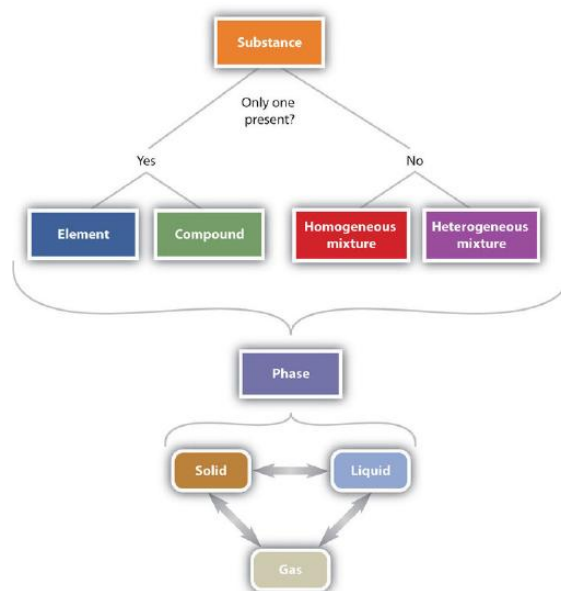 Substance
Only one
present?
Yes
No
Element
Compound
Homogeneous
mixture
Heterogeneous
mixture
Phase
Solid
Liquid
Gas